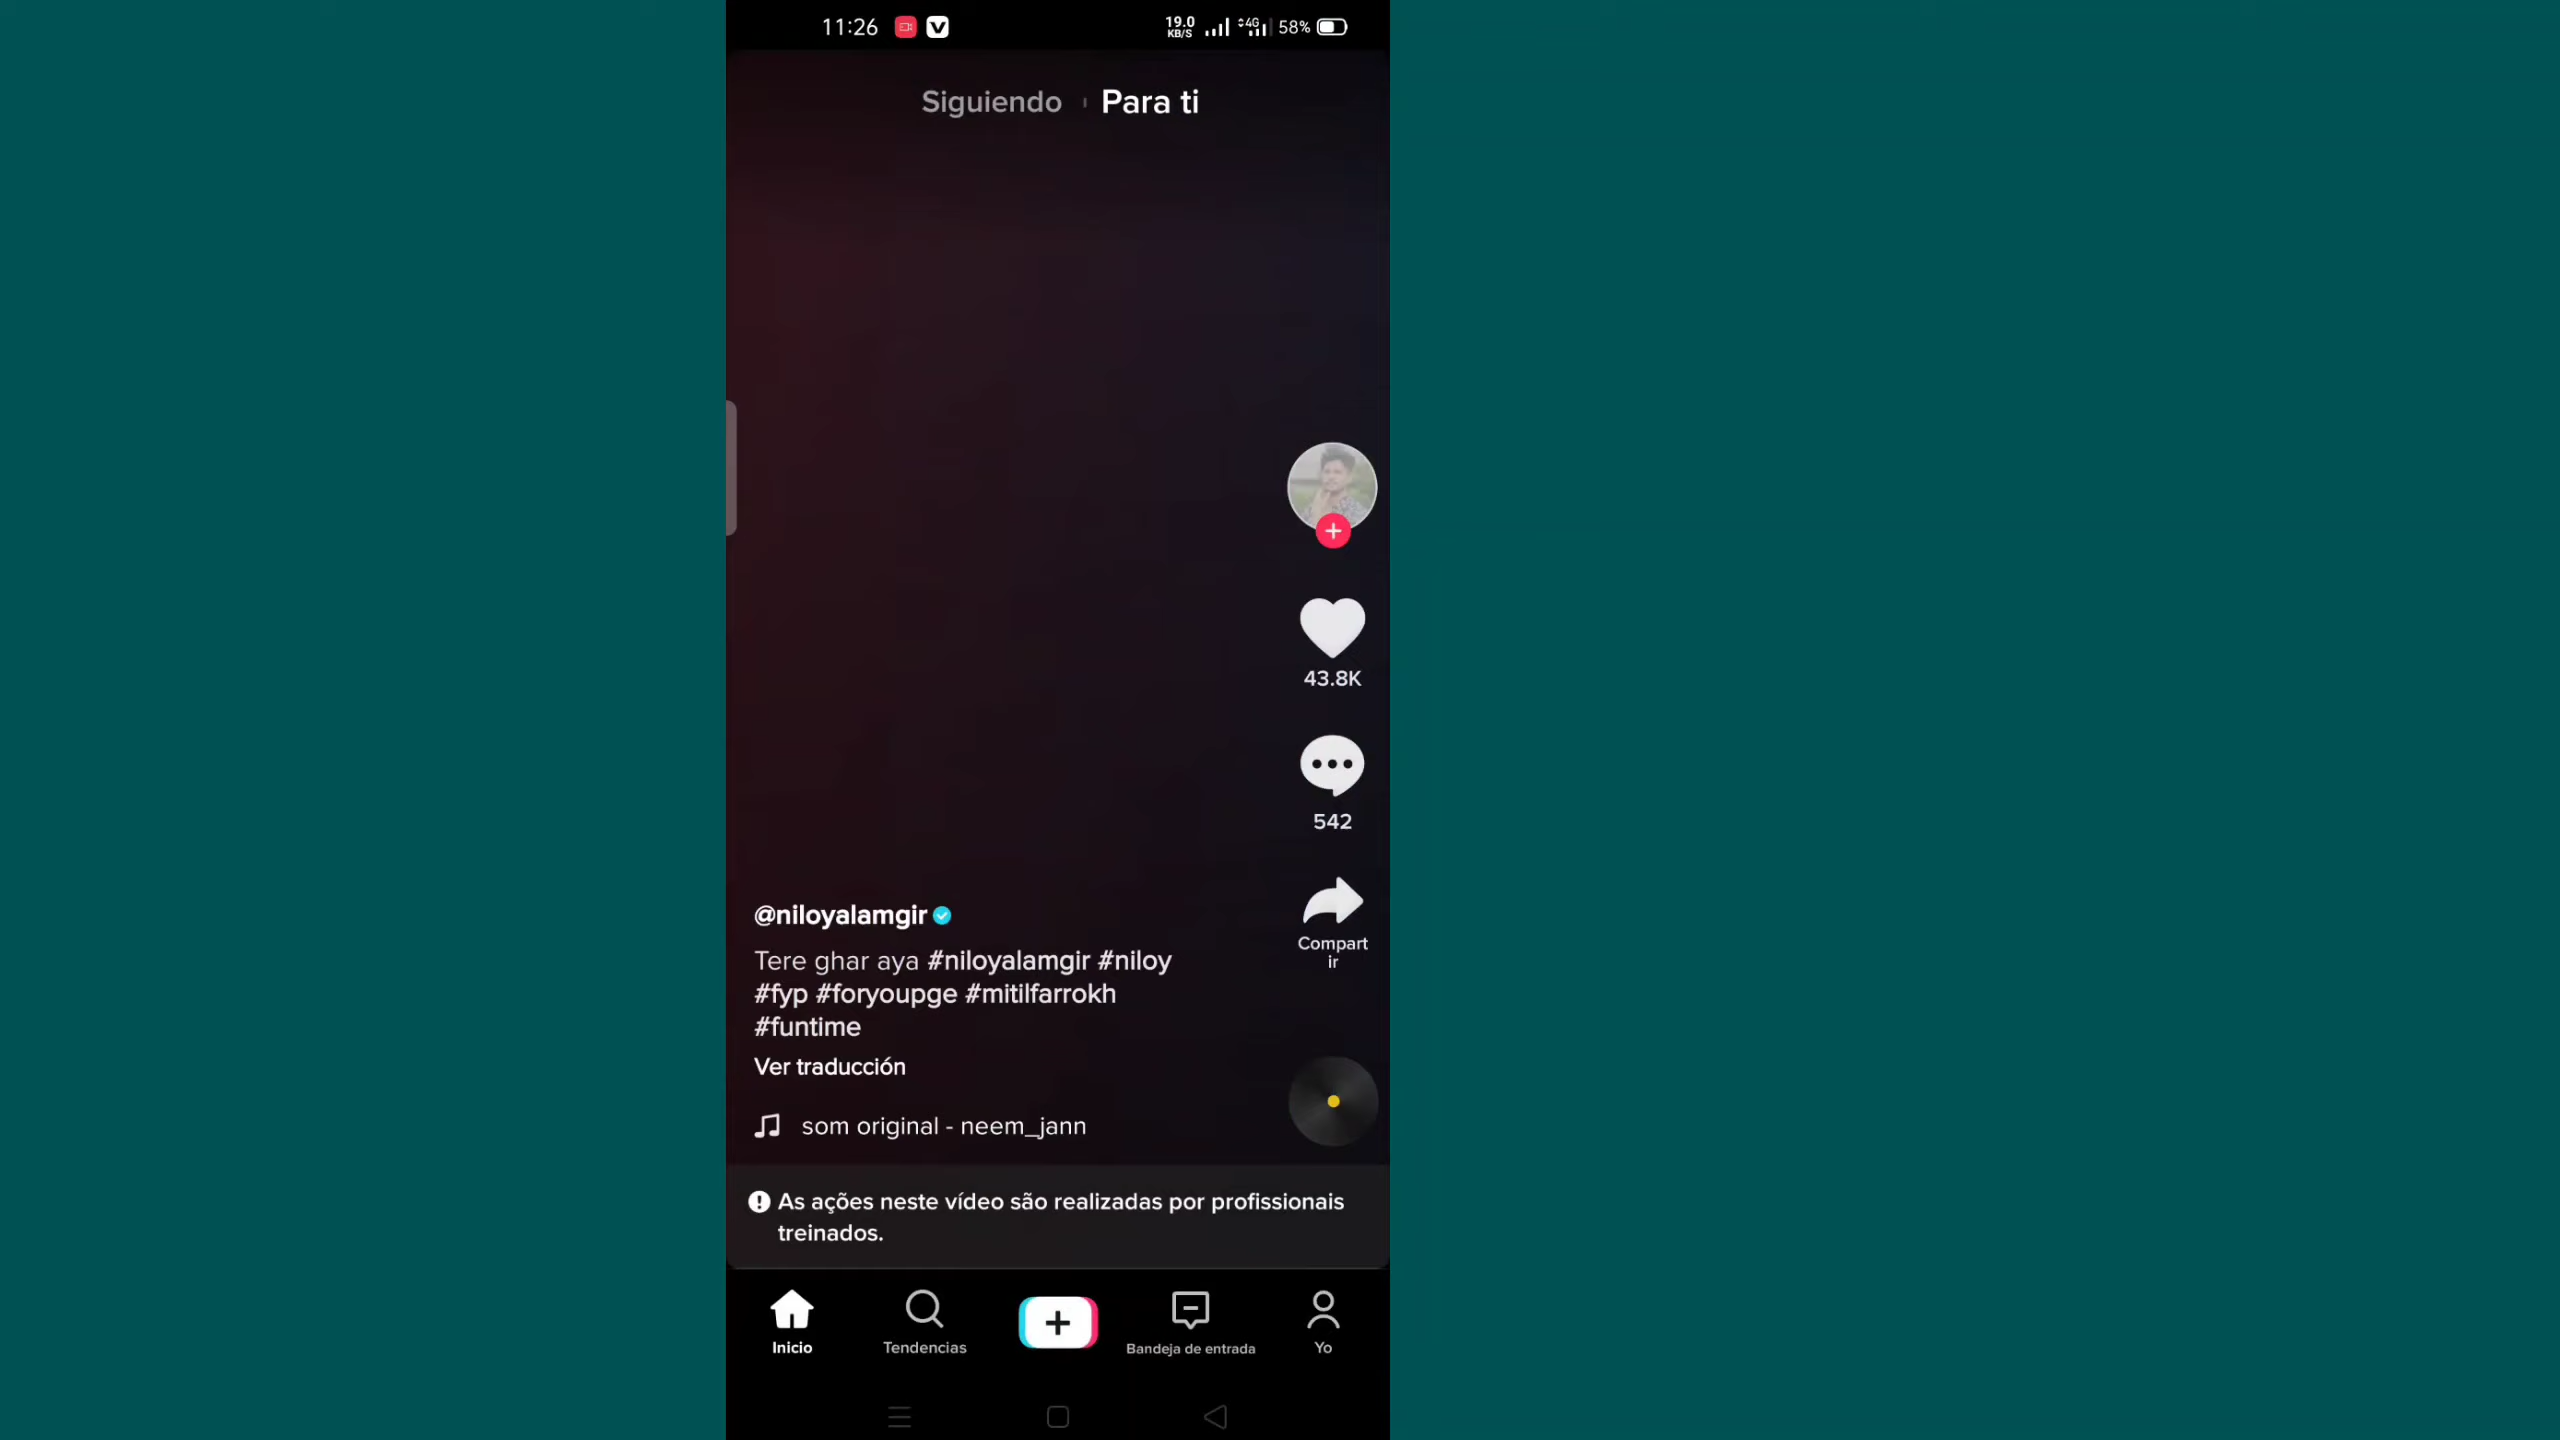 11:26
19.0
KB/S
4G
58%
Siguiendo
Para ti
43.8K
542
Compart
ir
@niloyalamgir
Tere ghar aya #niloyalamgir #niloy
#fyp #foryoupge #mitilfarrokh
#funtime
Ver traducción
som original - neem_jann
As ações neste vídeo são realizadas por profissionais
treinados.
Inicio
Tendencias
Bandeja de entrada
Yo